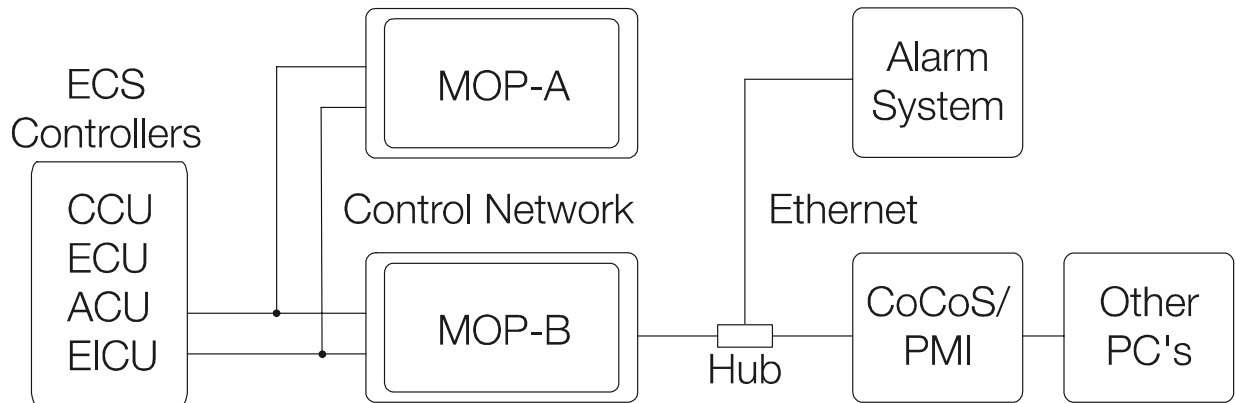 ECS
Controllers
CCU
ECU
ACU
EICU
MOP-A
Control Network
MOP-B
Alarm
System
Ethernet
Hub
CoCoS/
PMI
Other
PC's